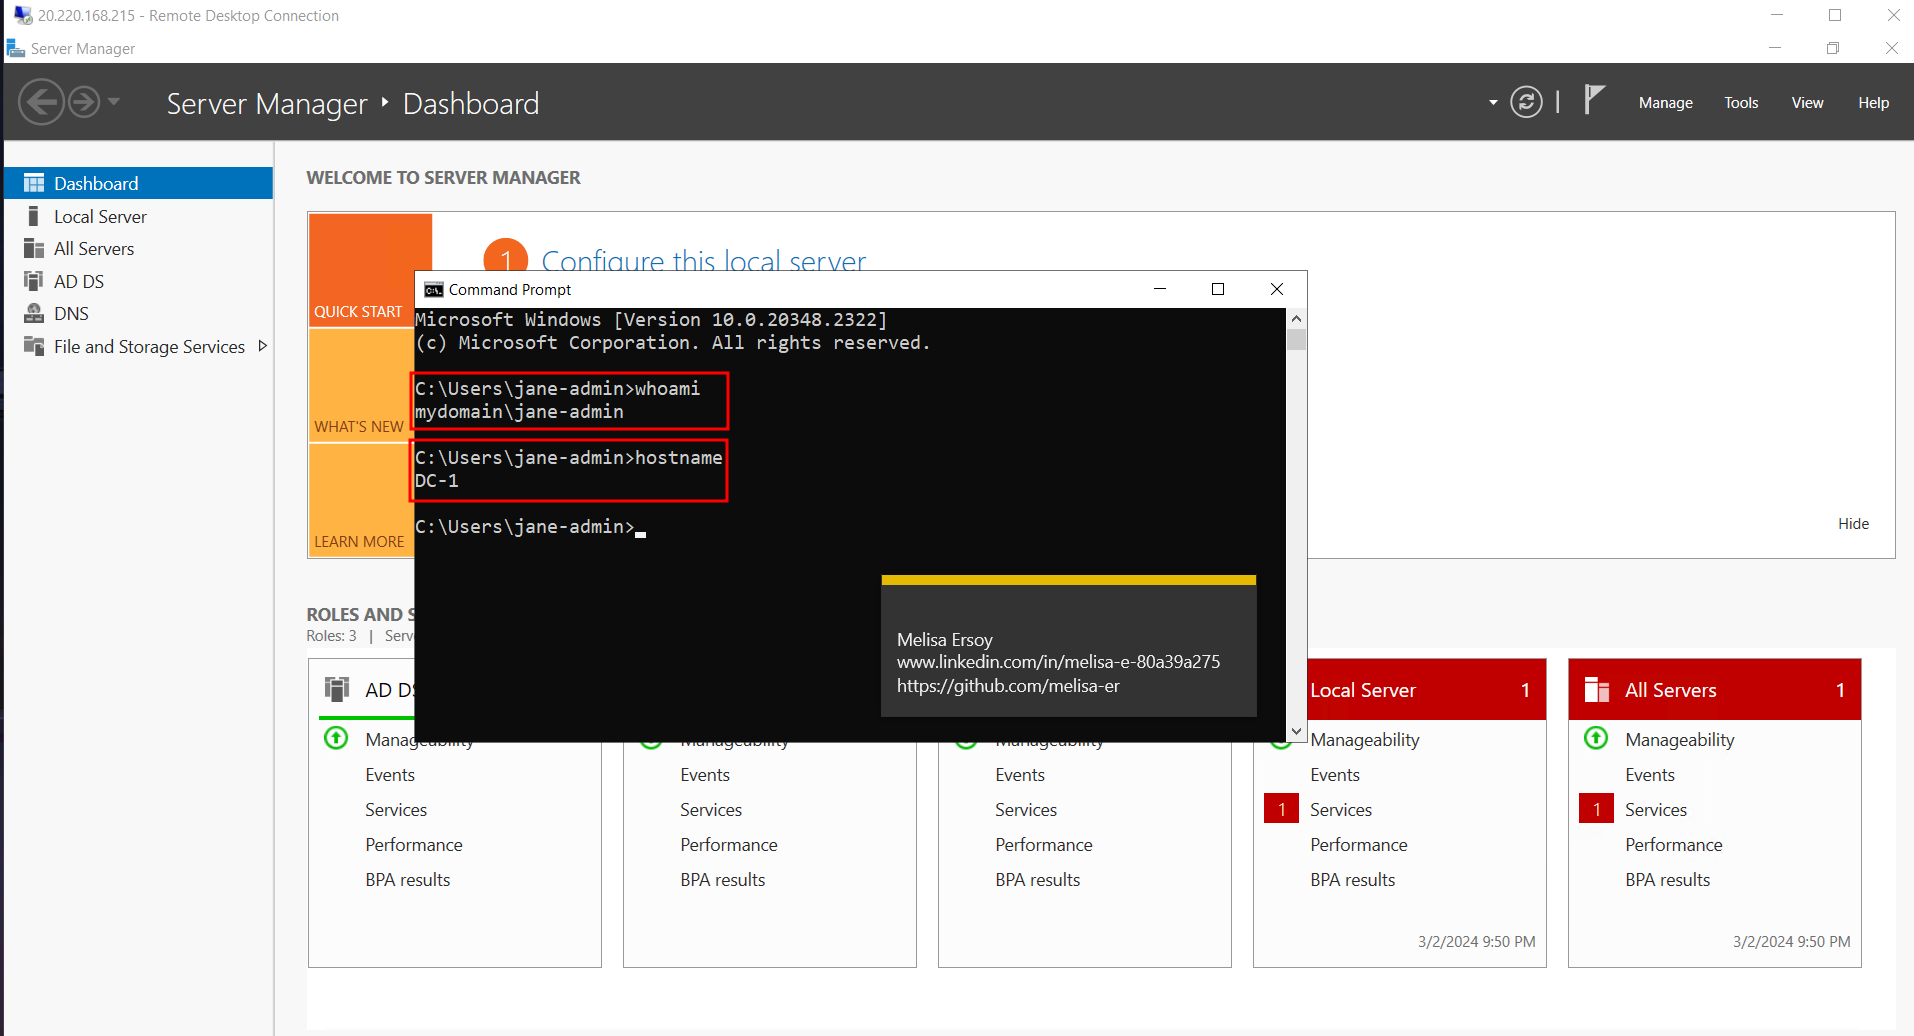 20.220.168.215 - Remote Desktop Connection
Server Manager
Server Manager Dashboard
Manage Tools View Help
Dashboard
Local Server
All Servers
AD DS
DNS
File and Storage Services
WELCOME TO SERVER MANAGER
QUICK START
WHAT'S NEW
LEARN MORE
1 Configure this local server
Hide
Command Prompt
Microsoft Windows [Version 10.0.20348.2322]
(c) Microsoft Corporation. All rights reserved.
C:\Users\jane-admin>whoami
mydomain\jane-admin
C:\Users\jane-admin>hostname
DC-1
C:\Users\jane-admin>
Melisa Ersoy
www.linkedin.com/in/melisa-e-80a39a275
https://github.com/melisa-er
ROLES AND
Roles: 3 |
AD
Manageability
Events
Services
Performance
BPA results
Manageability
Events
Services
Performance
BPA results
Manageability
Events
Services
Performance
BPA results
Local Server 1
Manageability
Events
1 Services
Performance
BPA results
3/2/2024 9:50 PM
All Servers 1
Manageability
Events
1 Services
Performance
BPA results
3/2/2024 9:50 PM